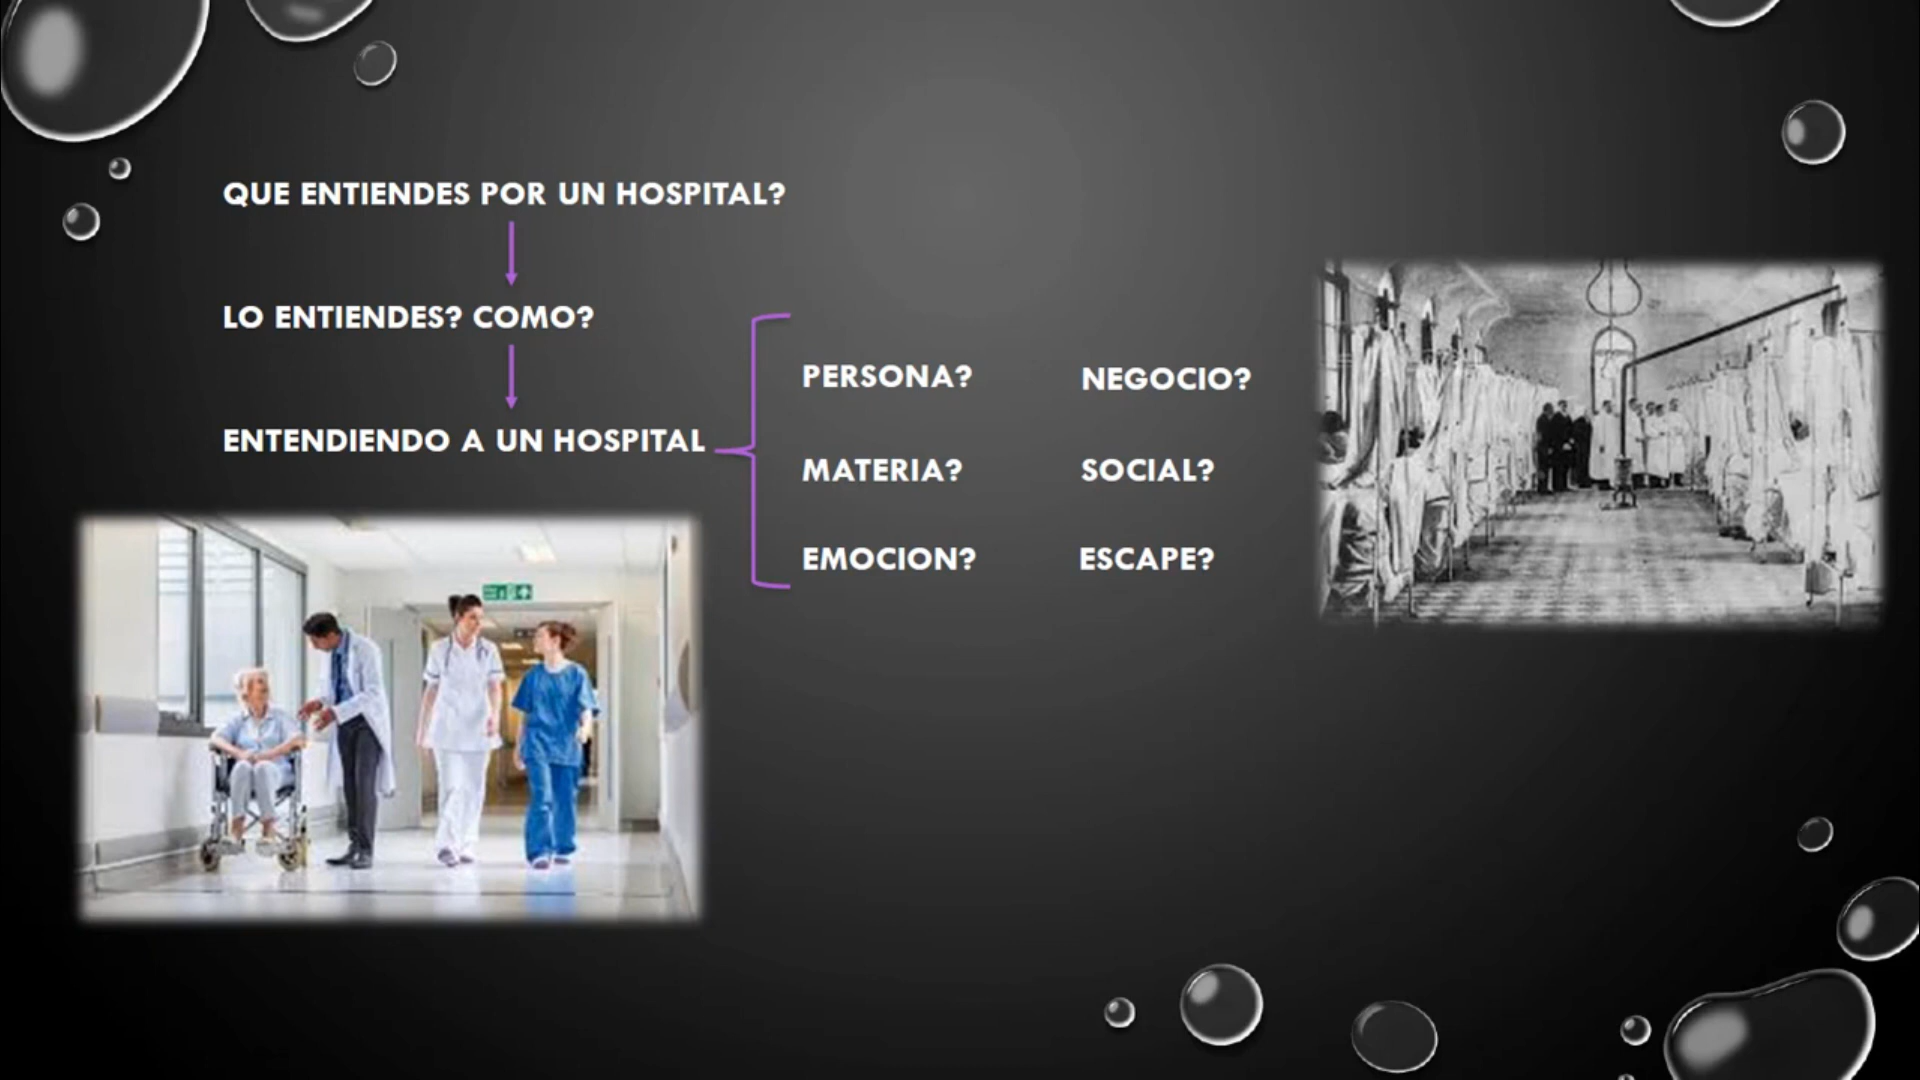 QUE ENTIENDES POR UN HOSPITAL?
LO ENTIENDES? COMO?
ENTENDIENDO A UN HOSPITAL
PERSONA?
NEGOCIO?
MATERIA?
SOCIAL?
EMOCION?
ESCAPE?